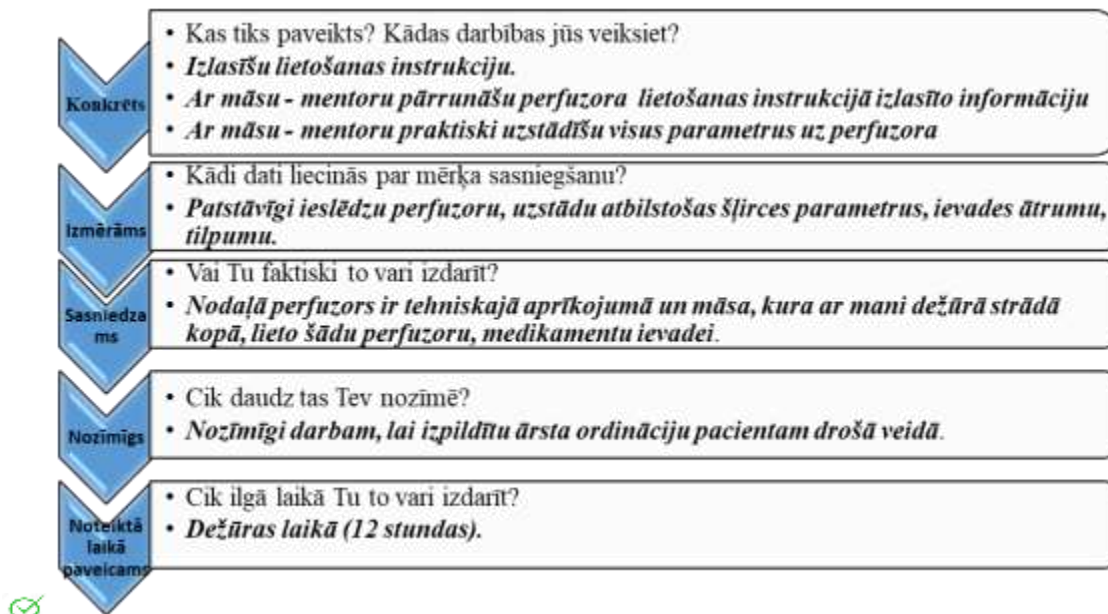 Konkrēts
• Kas tiks paveikts? Kādas darbības jūs veiksiet?
• Izlasīšu lietošanas instrukciju.
• Ar māsu - mentoru pārrunāšu perfuzora lietošanas instrukcijā izlasīto informāciju
• Ar māsu - mentoru praktiski uzstādīšu visus parametrus uz perfuzora
Izmērāms
• Kādi dati liecinās par mērķa sasniegšanu?
• Patstāvīgi ieslēdzu perfuzoru, uzstādu atbilstošas šļirces parametrus, ievades ātrumu,
tilpumu.
Sasniedza
ms
• Vai Tu faktiski to vari izdarīt?
• Nodaļā perfuzors ir tehniskajā aprīkojumā un māsa, kura ar mani dežūrā strādā
kopā, lieto šādu perfuzoru, medikamentu ievadei.
Nozīmīgs
• Cik daudz tas Tev nozīmē?
• Nozīmīgi darbam, lai izpildītu ārsta ordināciju pacientam drošā veidā.
Noteiktā
laikā
paveicams
• Cik ilgā laikā Tu to vari izdarīt?
• Dežūras laikā (12 stundas).